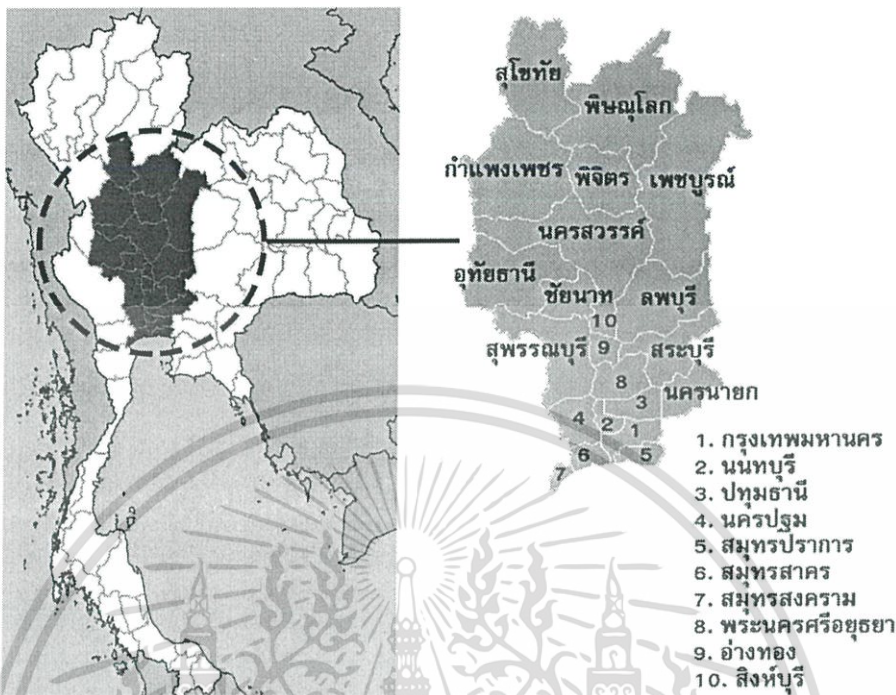 สุโขทัย
พิษณุโลก
กำแพงเพชร
พิจิตร
เพชบูรณ์
นครสวรรค์
อุทัยธานี
ชัยนาท
ลพบุรี
10
สุพรรณบุรี
9
สระบุรี
8
นครนายก
3
4
2
1
6
5
7
1. กรุงเทพมหานคร
2. นนทบุรี
3. ปทุมธานี
4. นครปฐม
5. สมุทรปราการ
6. สมุทรสาคร
7. สมุทรสงคราม
8. พระนครศรีอยุธยา
9. อ่างทอง
10. สิงห์บุรี